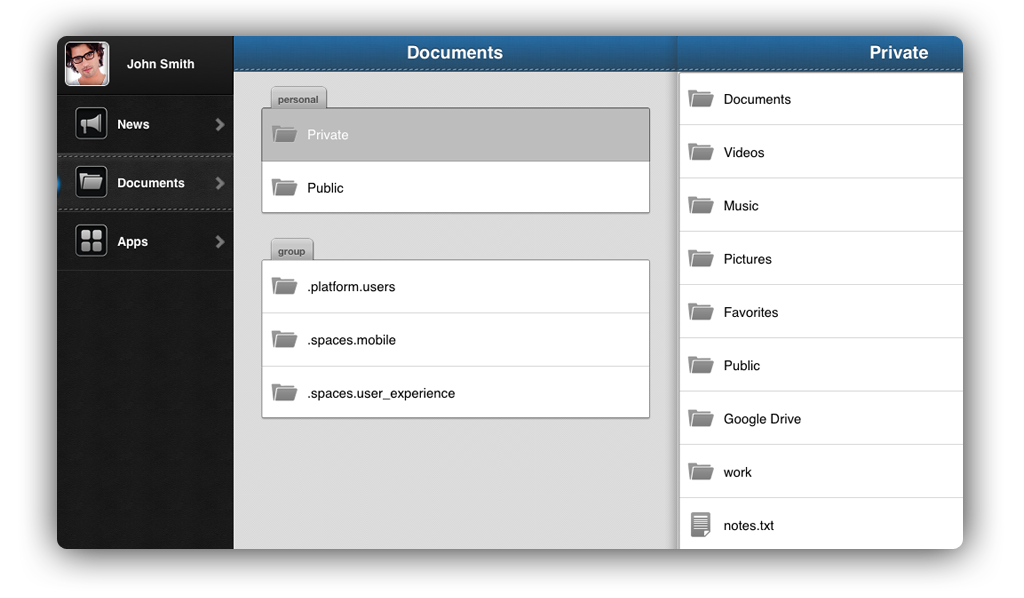 John Smith
News
Documents
Apps
Documents
personal
Private
Public
group
.platform.users
.spaces.mobile
.spaces.user_experience
Private
Documents
Videos
Music
Pictures
Favorites
Public
Google Drive
work
notes.txt